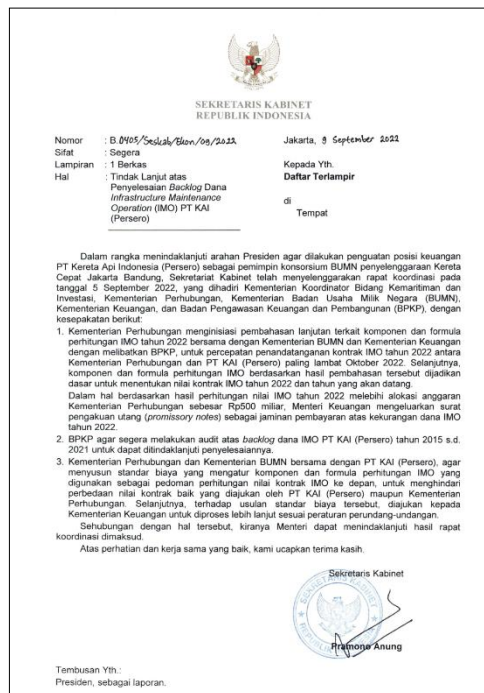 SEKRETARIS KABINET
REPUBLIK INDONESIA
Nomor : B.0405/Seskab/Ekon/09/2022 Jakarta, 9 September 2022
Sifat : Segera
Lampiran : 1 Berkas Kepada Yth.
Hal : Tindak Lanjut atas Daftar Terlampir
Penyelesaian Backlog Dana
Infrastructure Maintenance di
Operation (IMO) PT KAI Tempat
(Persero)
Dalam rangka menindaklanjuti arahan Presiden agar dilakukan penguatan posisi keuangan
PT Kereta Api Indonesia (Persero) sebagai pemimpin konsorsium BUMN penyelenggaraan Kereta
Cepat Jakarta Bandung, Sekretariat Kabinet telah menyelenggarakan rapat koordinasi pada
tanggal 5 September 2022, yang dihadiri Kementerian Koordinator Bidang Kemaritiman dan
Investasi, Kementerian Perhubungan, Kementerian Badan Usaha Milik Negara (BUMN),
Kementerian Keuangan, dan Badan Pengawasan Keuangan dan Pembangunan (BPKP), dengan
kesepakatan berikut:
1. Kementerian Perhubungan menginisiasi pembahasan lanjutan terkait komponen dan formula
perhitungan IMO tahun 2022 bersama dengan Kementerian BUMN dan Kementerian Keuangan
dengan melibatkan BPKP, untuk percepatan penandatanganan kontrak IMO tahun 2022 antara
Kementerian Perhubungan dan PT KAI (Persero) paling lambat Oktober 2022. Selanjutnya,
komponen dan formula perhitungan IMO berdasarkan hasil pembahasan tersebut dijadikan
dasar untuk menentukan nilai kontrak IMO tahun 2022 dan tahun yang akan datang.
Dalam hal berdasarkan hasil perhitungan nilai IMO tahun 2022 melebihi alokasi anggaran
Kementerian Perhubungan sebesar Rp500 miliar, Menteri Keuangan mengeluarkan surat
pengakuan utang (promissory notes) sebagai jaminan pembayaran atas kekurangan dana IMO
tahun 2022.
2. BPKP agar segera melakukan audit atas backlog dana IMO PT KAI (Persero) tahun 2015 s.d.
2021 untuk dapat ditindaklanjuti penyelesaiannya.
3. Kementerian Perhubungan dan Kementerian BUMN bersama dengan PT KAI (Persero), agar
menyusun standar biaya yang mengatur komponen dan formula perhitungan IMO yang
digunakan sebagai pedoman perhitungan nilai kontrak IMO ke depan, untuk menghindari
perbedaan nilai kontrak baik yang diajukan oleh PT KAI (Persero) maupun Kementerian
Perhubungan. Selanjutnya, terhadap usulan standar biaya tersebut, diajukan kepada
Kementerian Keuangan untuk diproses lebih lanjut sesuai peraturan perundang-undangan.
Sehubungan dengan hal tersebut, kiranya Menteri dapat menindaklanjuti hasil rapat
koordinasi dimaksud.
Atas perhatian dan kerja sama yang baik, kami ucapkan terima kasih.
Sekretaris Kabinet
Pramono Anung
Tembusan Yth.:
Presiden, sebagai laporan.